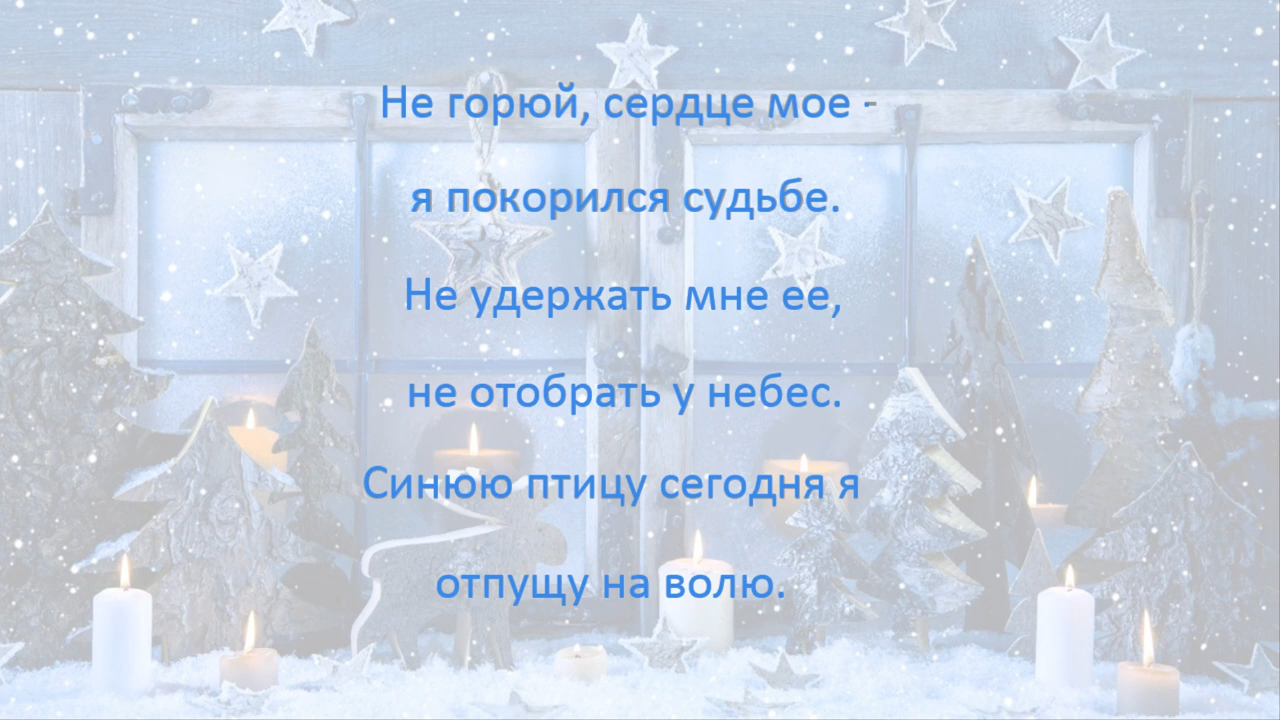 Не горюй, сердце мое -
я покорился судьбе.
Не удержать мне ее,
не отобрать у небес.
Синюю птицу сегодня я
отпущу на волю.